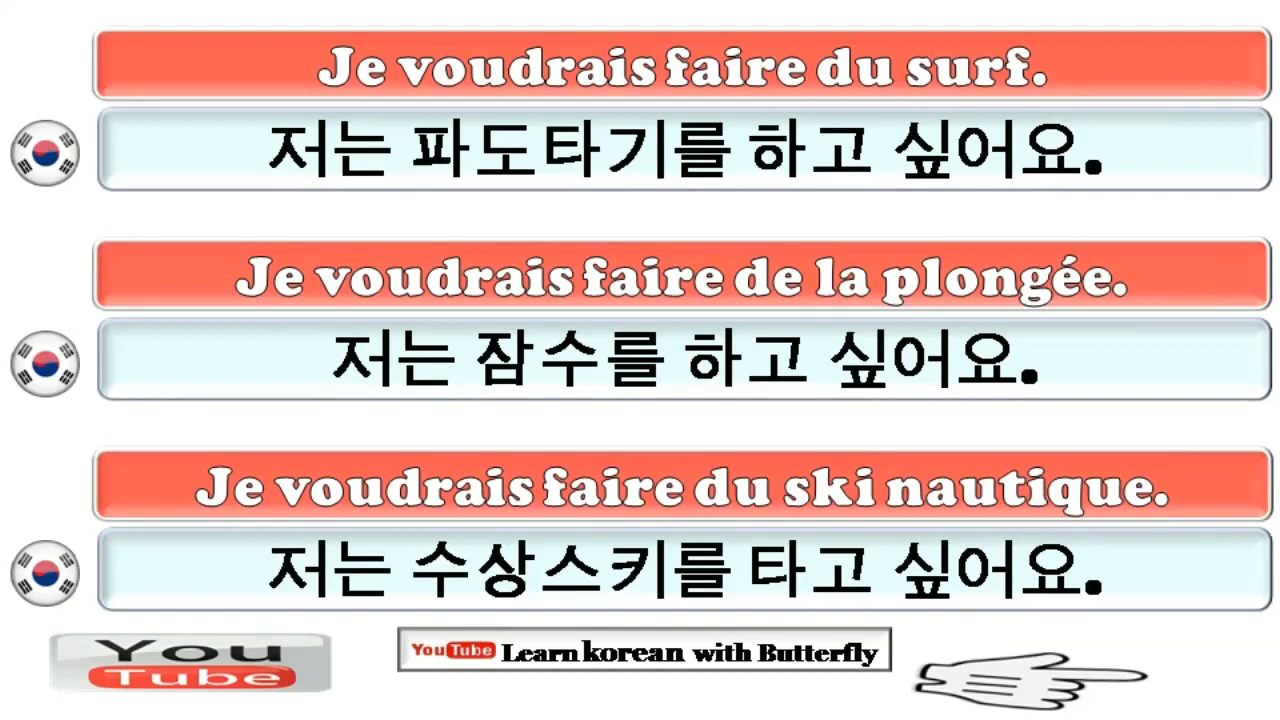 Je voudrais faire du surf.
저는 파도타기를 하고 싶어요.
Je voudrais faire de la plongée.
저는 잠수를 하고 싶어요.
Je voudrais faire du ski nautique.
저는 수상스키를 타고 싶어요.
You
Tube
YouTube Learn korean with Butterfly